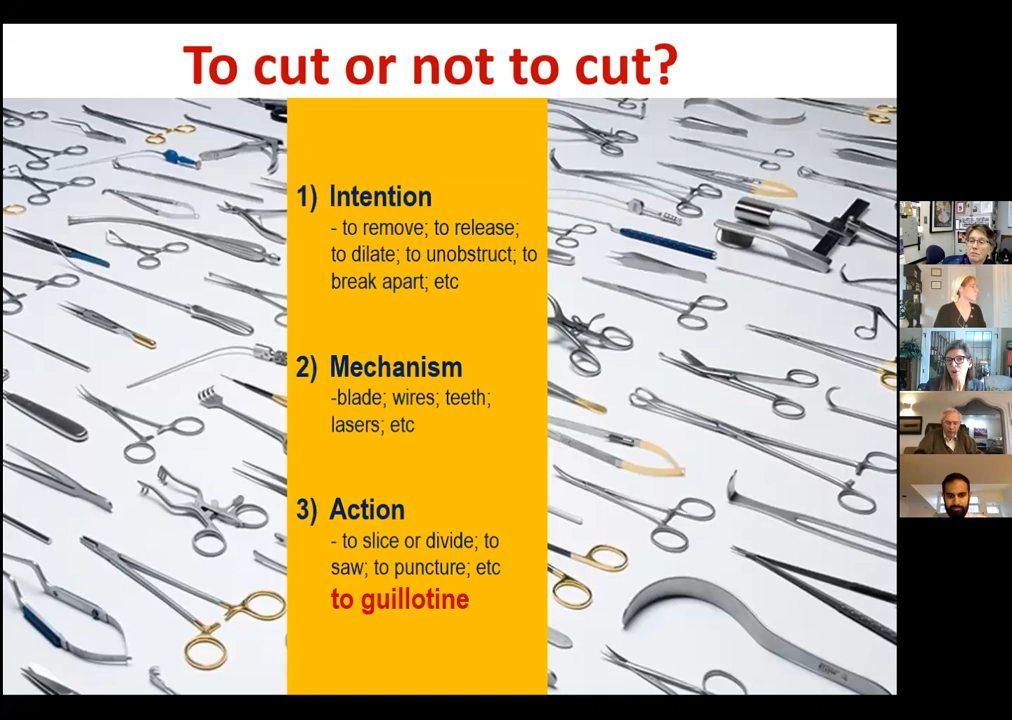 To cut or not to cut?
1) Intention
- to remove; to release;
to dilate; to unobstruct; to
break apart; etc
2) Mechanism
-blade; wires; teeth;
lasers; etc
3) Action
- to slice or divide; to
saw; to puncture; etc
to guillotine